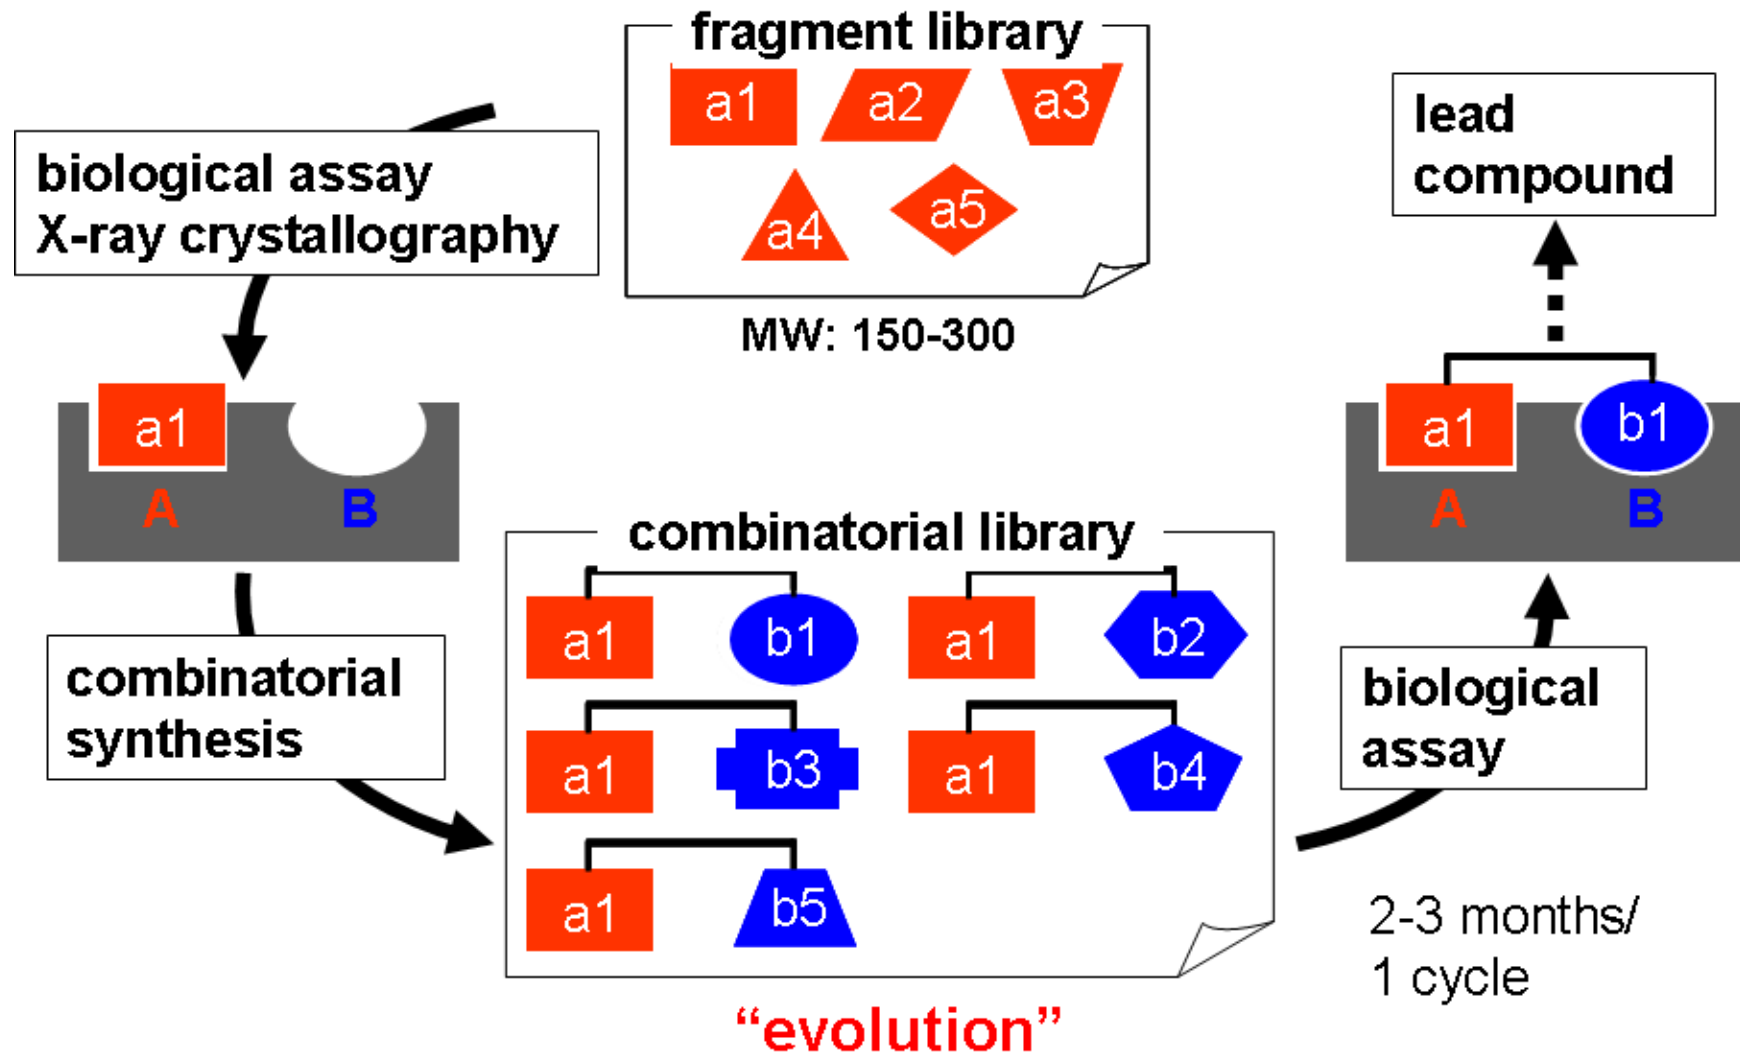 fragment library
a1 a2 a3
a4 a5
MW: 150-300
biological assay
X-ray crystallography
a1
A B
combinatorial
synthesis
combinatorial library
a1 b1 a1 b2
a1 b3 a1 b4
a1 b5
“evolution”
biological
assay
2-3 months/
1 cycle
a1 b1
A B
lead
compound